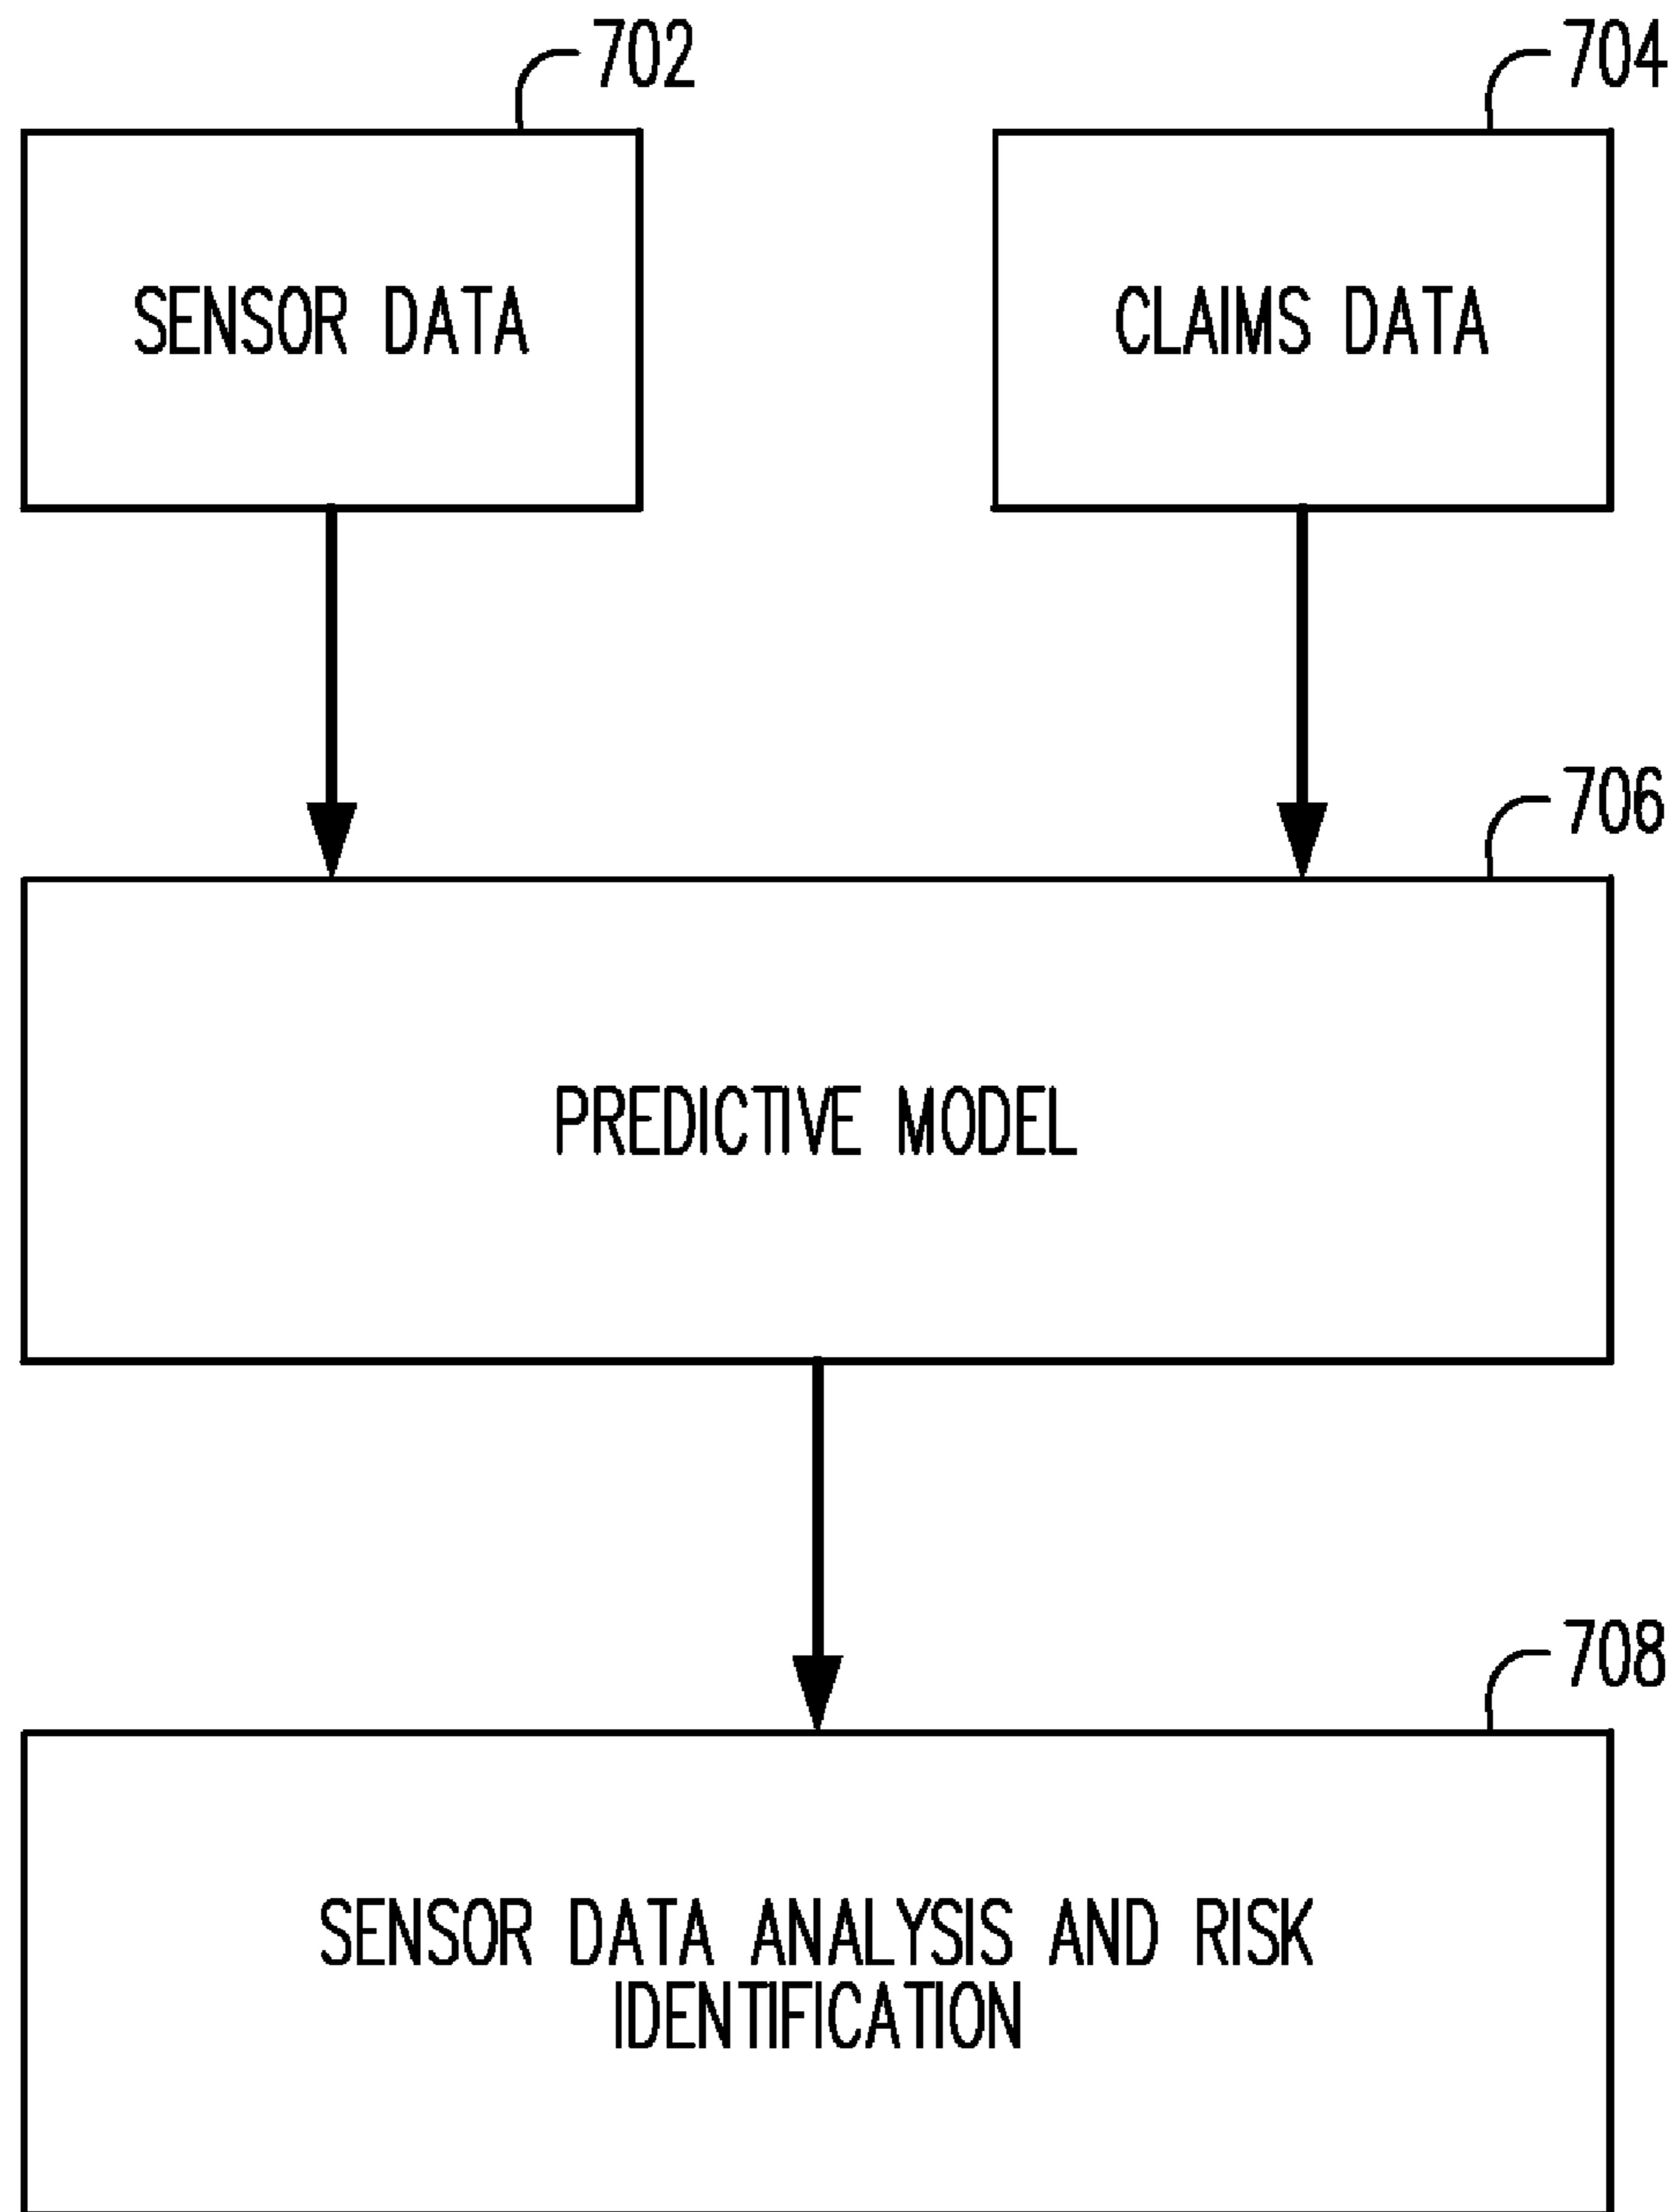 702
704
SENSOR DATA
CLAIMS DATA
706
PREDICTIVE MODEL
708
SENSOR DATA ANALYSIS AND RISK
IDENTIFICATION